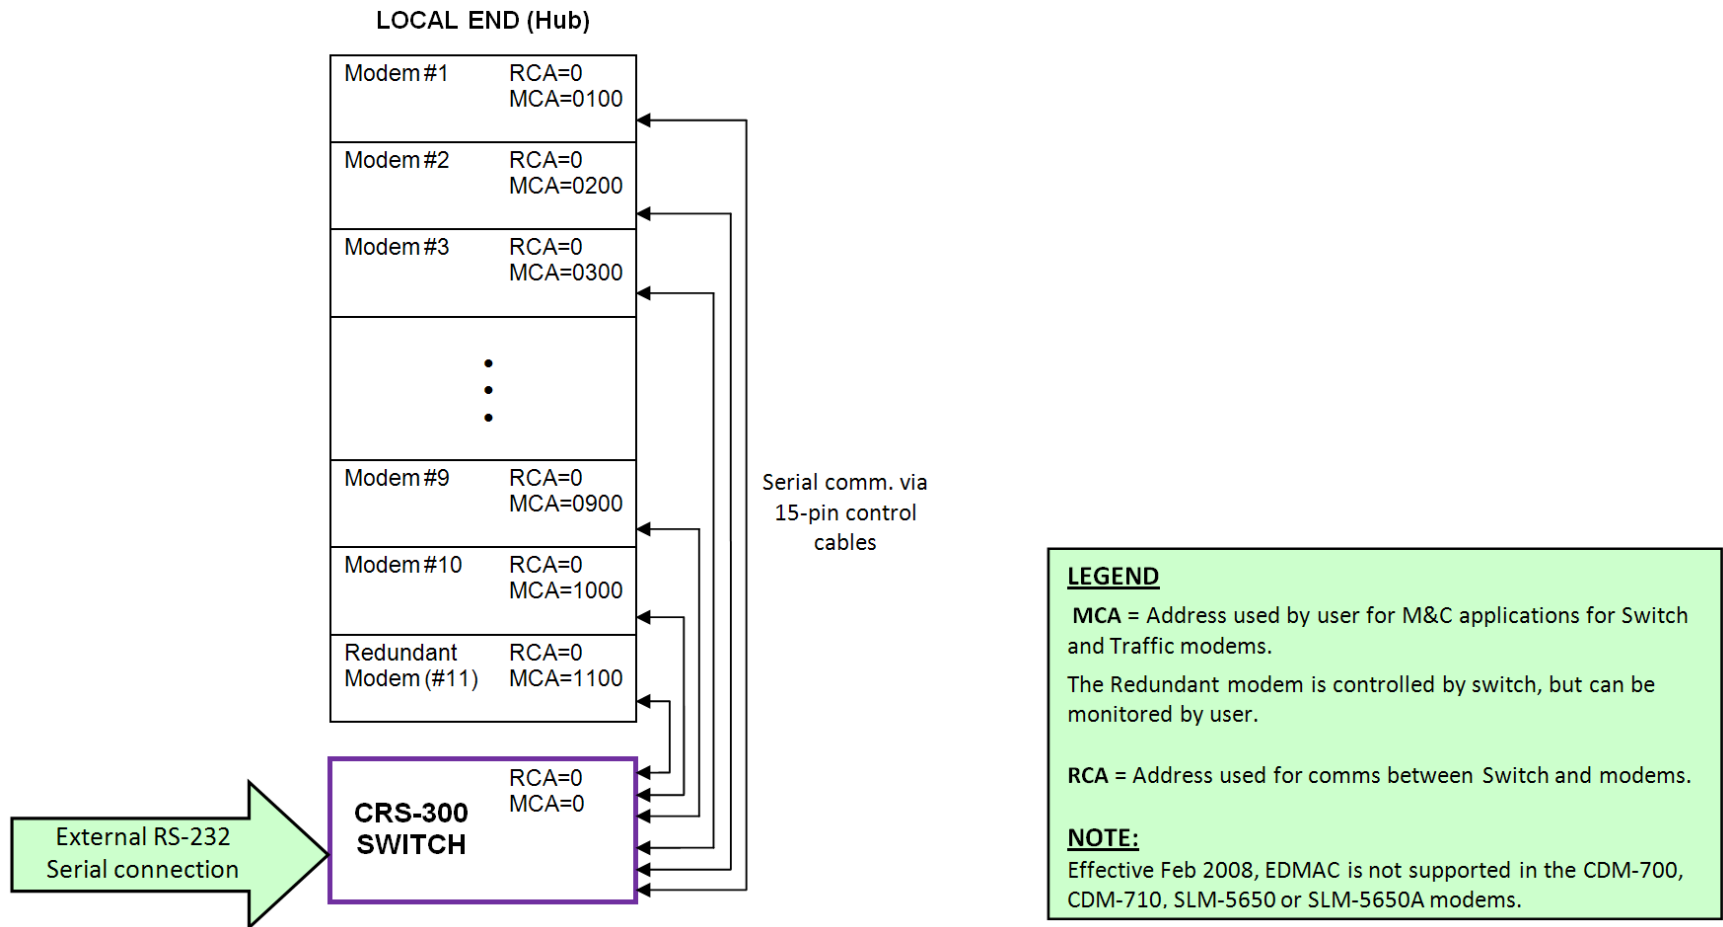 LOCAL END (Hub)
Modem #1 RCA=0
MCA=0100
Modem #2 RCA=0
MCA=0200
Modem #3 RCA=0
MCA=0300
Modem #9 RCA=0
MCA=0900
Modem #10 RCA=0
MCA=1000
Redundant RCA=0
Modem (#11) MCA=1100
RCA=0
MCA=0
CRS-300
SWITCH
External RS-232
Serial connection
Serial comm. via
15-pin control
cables
LEGEND
MCA = Address used by user for M&C applications for Switch
and Traffic modems.
The Redundant modem is controlled by switch, but can be
monitored by user.
RCA = Address used for comms between Switch and modems.
NOTE:
Effective Feb 2008, EDMAC is not supported in the CDM-700,
CDM-710, SLM-5650 or SLM-5650A modems.